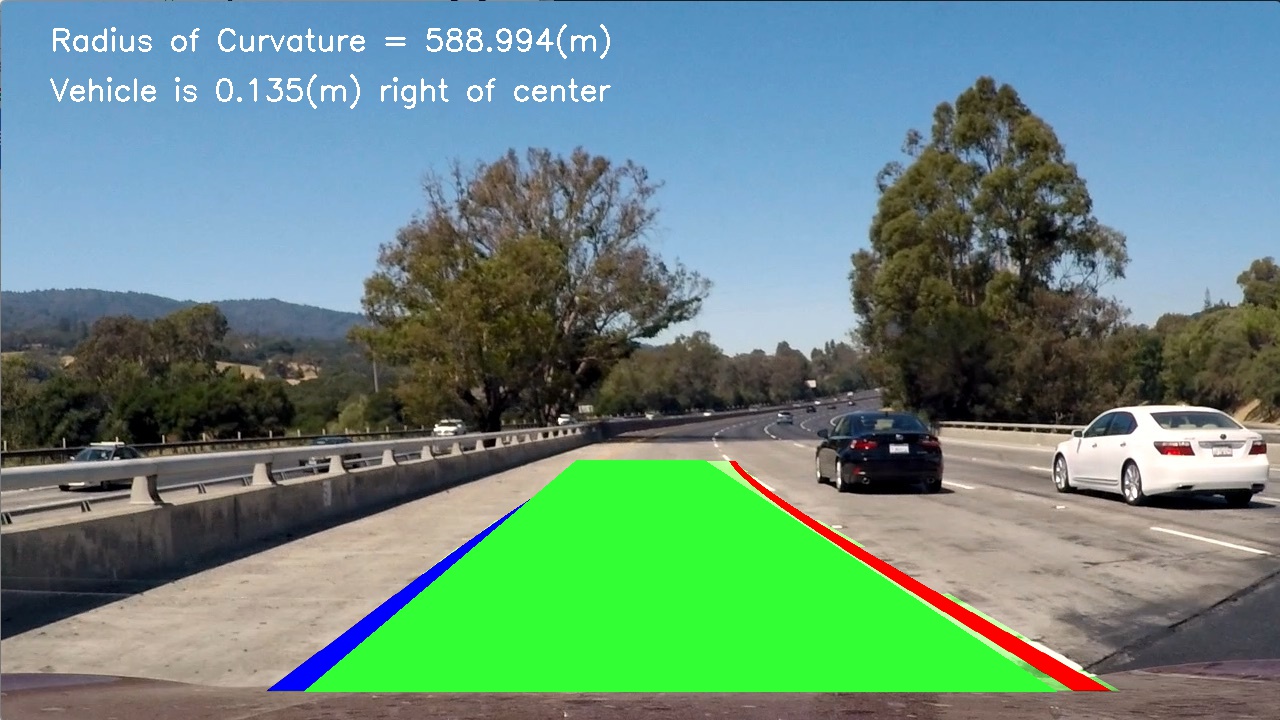 Radius of Curvature = 588.994(m)
Vehicle is 0.135(m) right of center